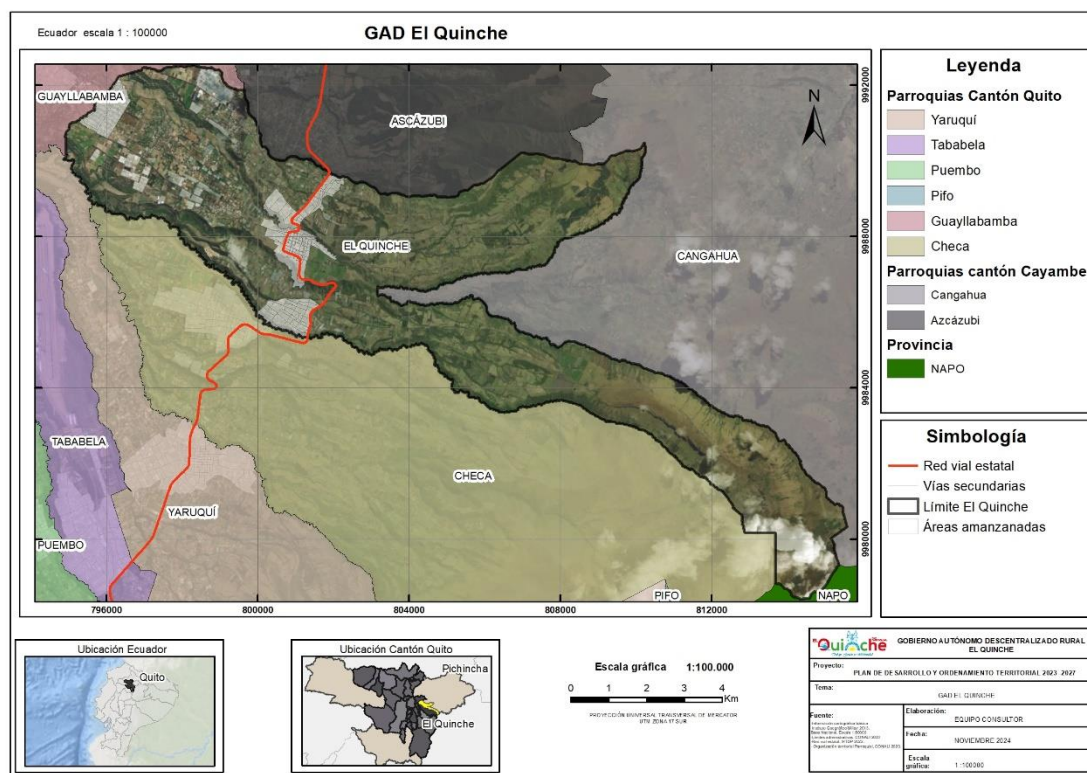 Ecuador escala 1 : 100000
GAD El Quinche
GUAYLLABAMBA
ASCÁZUBI
EL QUINCHE
CANGAHUA
TABABELA
CHECA
YARUQUÍ
PUEMBO
PIFO
NAPO
N
9992000
9988000
9984000
9980000
796000
800000
804000
808000
812000
Leyenda
Parroquias Cantón Quito
Yaruquí
Tababela
Puembo
Pifo
Guayllabamba
Checa
Parroquias cantón Cayambe
Cangahua
Azcázubi
Provincia
NAPO
Simbología
Red vial estatal
Vías secundarias
Límite El Quinche
Áreas amanzanadas
Ubicación Ecuador
Quito
Ubicación Cantón Quito
Pichincha
El Quinche
Escala gráfica 1:100.000
0 1 2 3 4
Km
PROYECCIÓN UNIVERSAL TRANSVERSAL DE MERCATOR
UTM ZONA 17 SUR
Quinche
GOBIERNO AUTÓNOMO DESCENTRALIZADO RURAL
EL QUINCHE
Proyecto:
PLAN DE DESARROLLO Y ORDENAMIENTO TERRITORIAL 2023-2027
Tema:
GAD EL QUINCHE
Fuente:
Elaboración:
EQUIPO CONSULTOR
Fecha:
NOVIEMBRE 2024
Escala
gráfica:
1 :100000